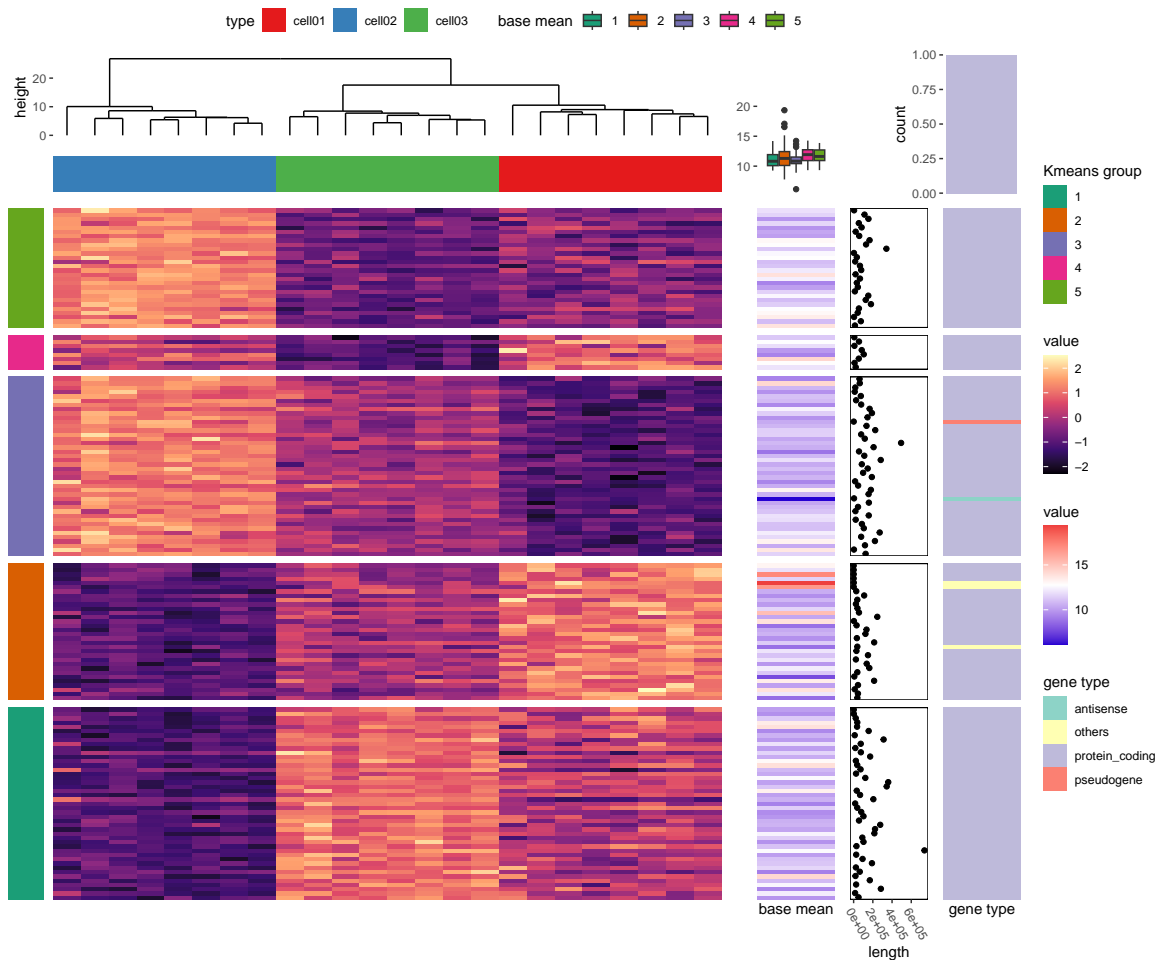 type cell01 cell02 cell03 base mean 1 2 3 4 5
height
20
10
0
20
15
10
count
1.00
0.75
0.50
0.25
0.00
Kmeans group
1
2
3
4
5
value
2
1
0
−1
−2
value
15
10
gene type
antisense
others
protein_coding
pseudogene
base mean
0e+00
2e+05
4e+05
6e+05
length
gene type